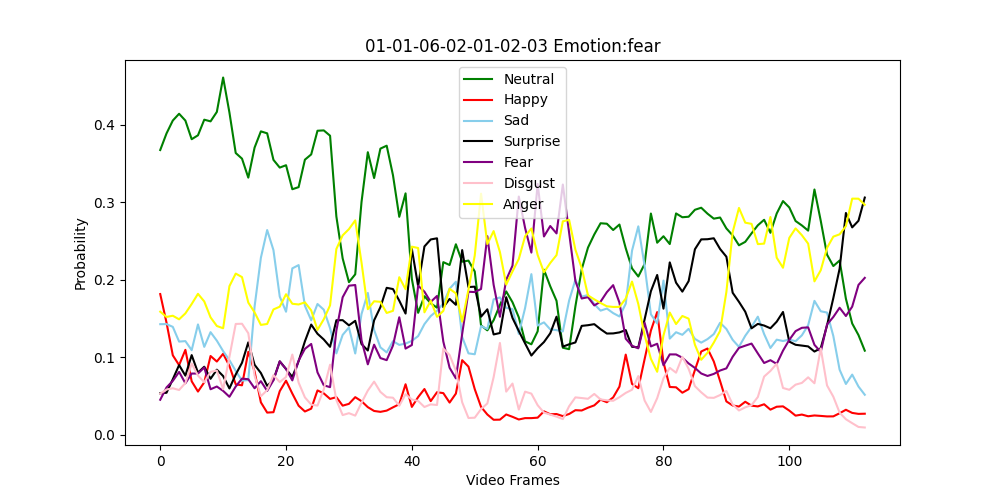 01-01-06-02-01-02-03 Emotion:fear
Neutral
Happy
Sad
Surprise
Fear
Disgust
Anger
Probability
0.4
0.3
0.2
0.1
0.0
0 20 40 60 80 100
Video Frames